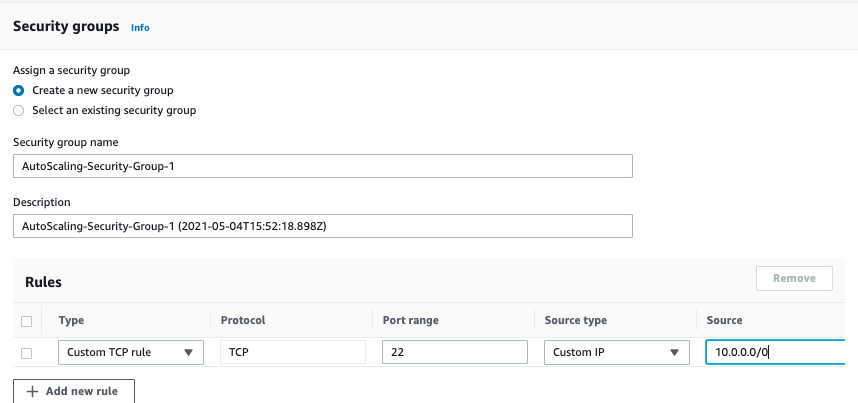 Security groups Info
Assign a security group
Create a new security group
Select an existing security group
Security group name
AutoScaling-Security-Group-1
Description
AutoScaling-Security-Group-1 (2021-05-04T15:52:18.898Z)
Rules Remove
Type Protocol Port range Source type Source
Custom TCP rule TCP 22 Custom IP 10.0.0.0/0
+ Add new rule